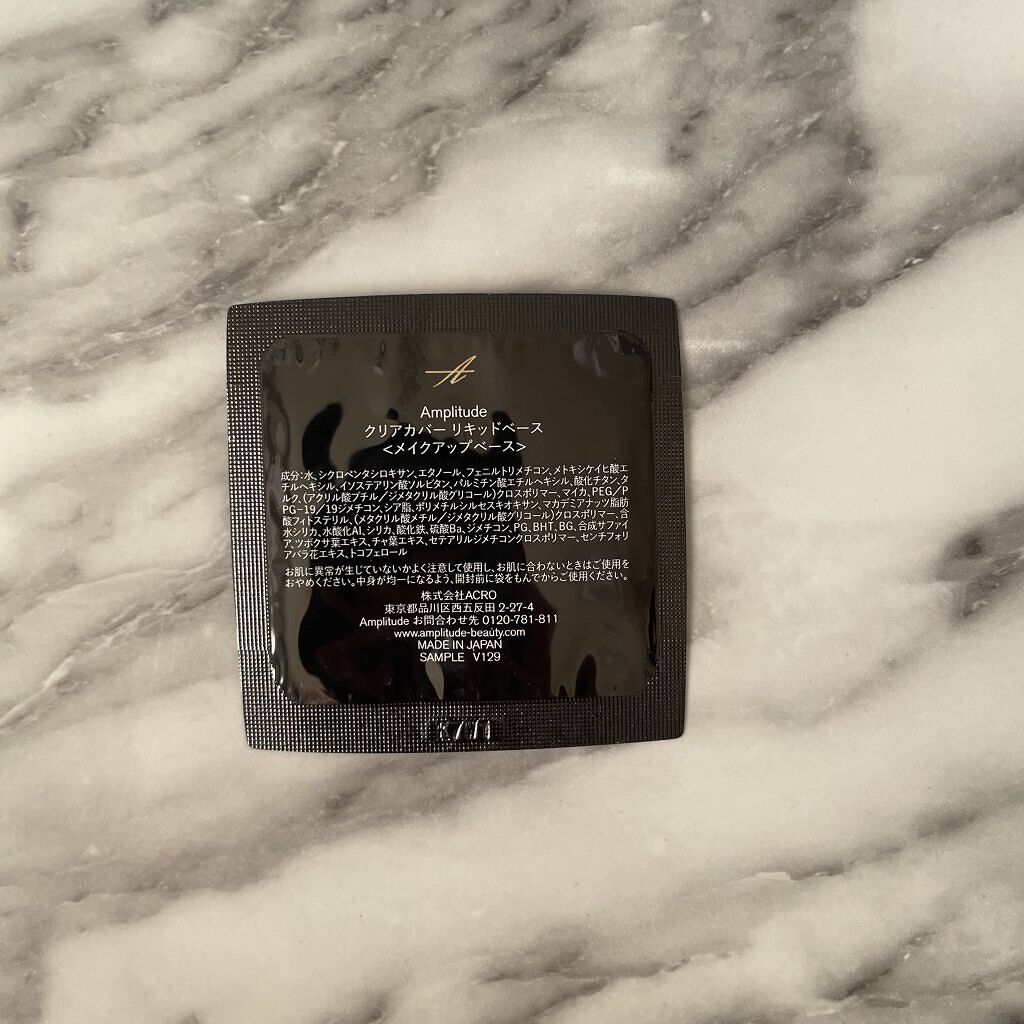 Amplitude
クリアカバー リキッドベース
<メイクアップベース>
成分:水、シクロペンタシロキサン、エタノール、フェニルトリメチコン、メトキシケイヒ酸エ
チルヘキシル、イソステアリン酸ソルビタン、パルミチン酸エチルヘキシル、酸化チタン、タ
ルク、(アクリル酸ブチル/ジメタクリル酸グリコール)クロスポリマー、マイカ、PEG/P
PG-19/19ジメチコン、シア脂、ポリメチルシルセスキオキサン、マカデミアナッツ脂肪
酸フィトステリル、(メタクリル酸メチル/ジメタクリル酸グリコール)クロスポリマー、含
水シリカ、水酸化Al、シリカ、酸化鉄、硫酸Ba、ジメチコン、PG、BHT、BG、合成サファイ
ア、ツボクサ葉エキス、チャ葉エキス、セテアリルジメチコンクロスポリマー、センチフォリ
アバラ花エキス、トコフェロール
お肌に異常が生じていないかよく注意して使用し、お肌に合わないときはご使用を
おやめください。中身が均一になるよう、開封前に袋をもんでからご使用ください。
株式会社ACRO
東京都品川区西五反田 2-27-4
Amplitude お問合わせ先 0120-781-811
www.amplitude-beauty.com
MADE IN JAPAN
SAMPLE V129